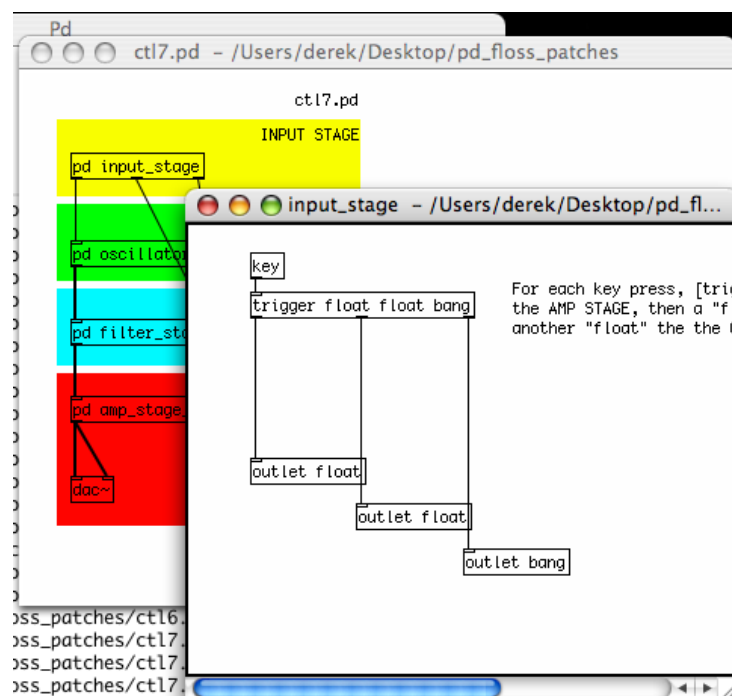 Pd
ctl7.pd – /Users/derek/Desktop/pd_floss_patches
ctl7.pd
INPUT STAGE
pd input_stage
pd oscillato
pd filter_st
pd amp_stage_
dac~
input_stage – /Users/derek/Desktop/pd_fl...
key
trigger float float bang
For each key press, [tri
the AMP STAGE, then a "f
another "float" the the
outlet float
outlet float
outlet bang
oss_patches/ctl6.
oss_patches/ctl7.
oss_patches/ctl7.
oss_patches/ctl7.